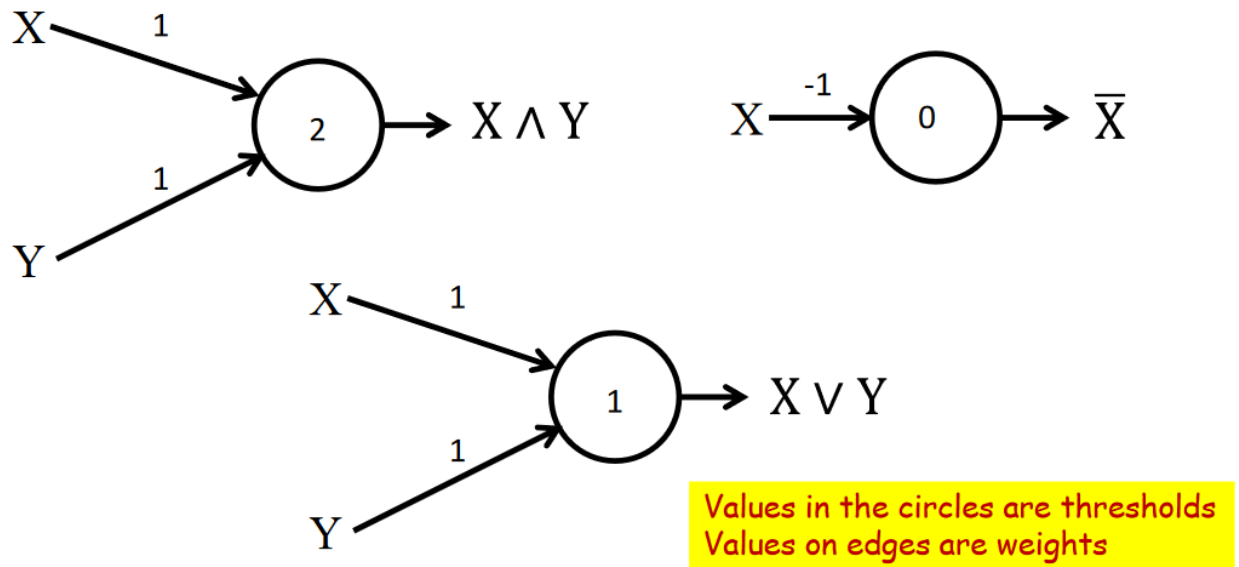 X 1
2 X ∧ Y
1
Y
X -1 0 X̅
X 1
1 X ∨ Y
1
Y
Values in the circles are thresholds
Values on edges are weights